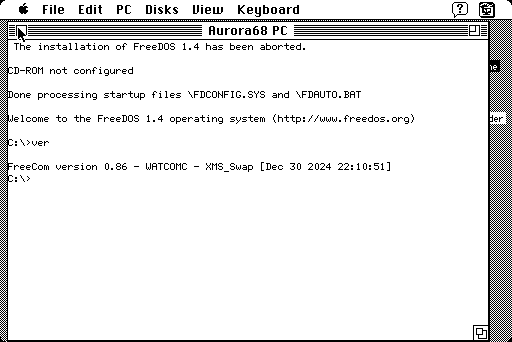 File Edit PC Disks View Keyboard
Aurora68 PC
The installation of FreeDOS 1.4 has been aborted.
CD-ROM not configured
Done processing startup files \FDCONFIG.SYS and \FDAUTO.BAT
Welcome to the FreeDOS 1.4 operating system (http://www.freedos.org)
C:\>ver
FreeCom version 0.86 - WATCOMC - XMS_Swap [Dec 30 2024 22:10:51]
C:\>